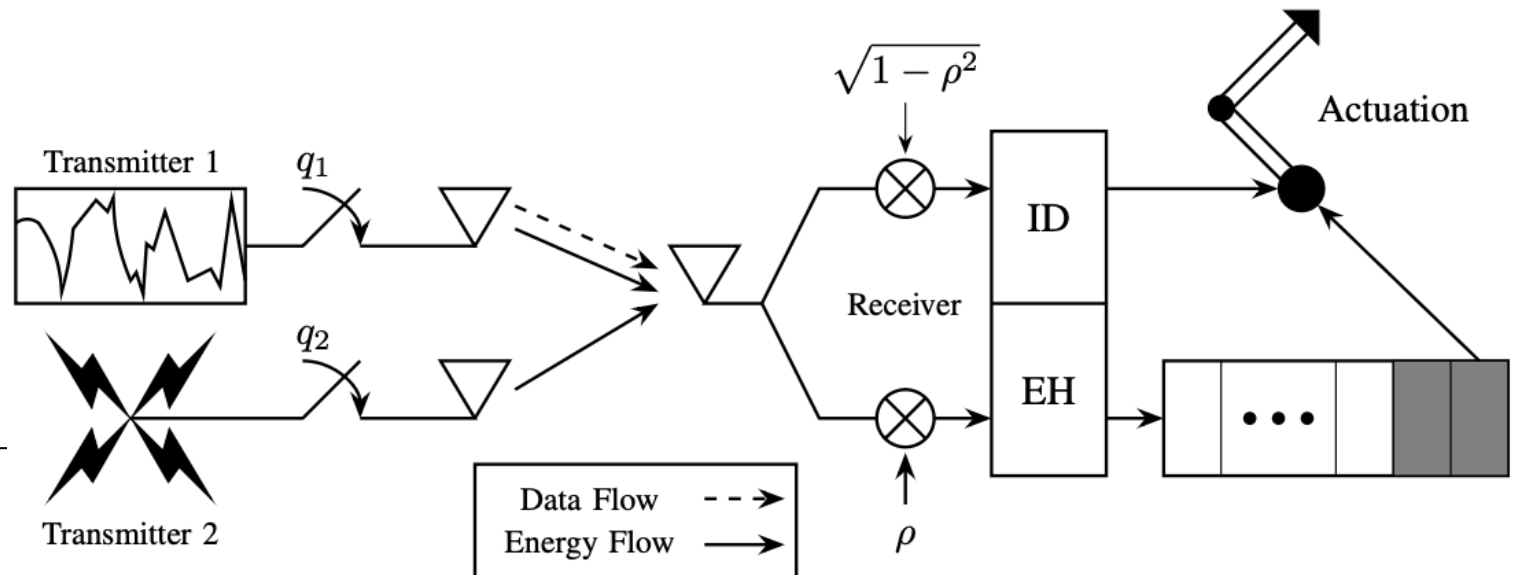 √1 − ρ²
Actuation
Transmitter 1
q₁
ID
Receiver
q₂
EH
• • •
Data Flow
Energy Flow
Transmitter 2
ρ